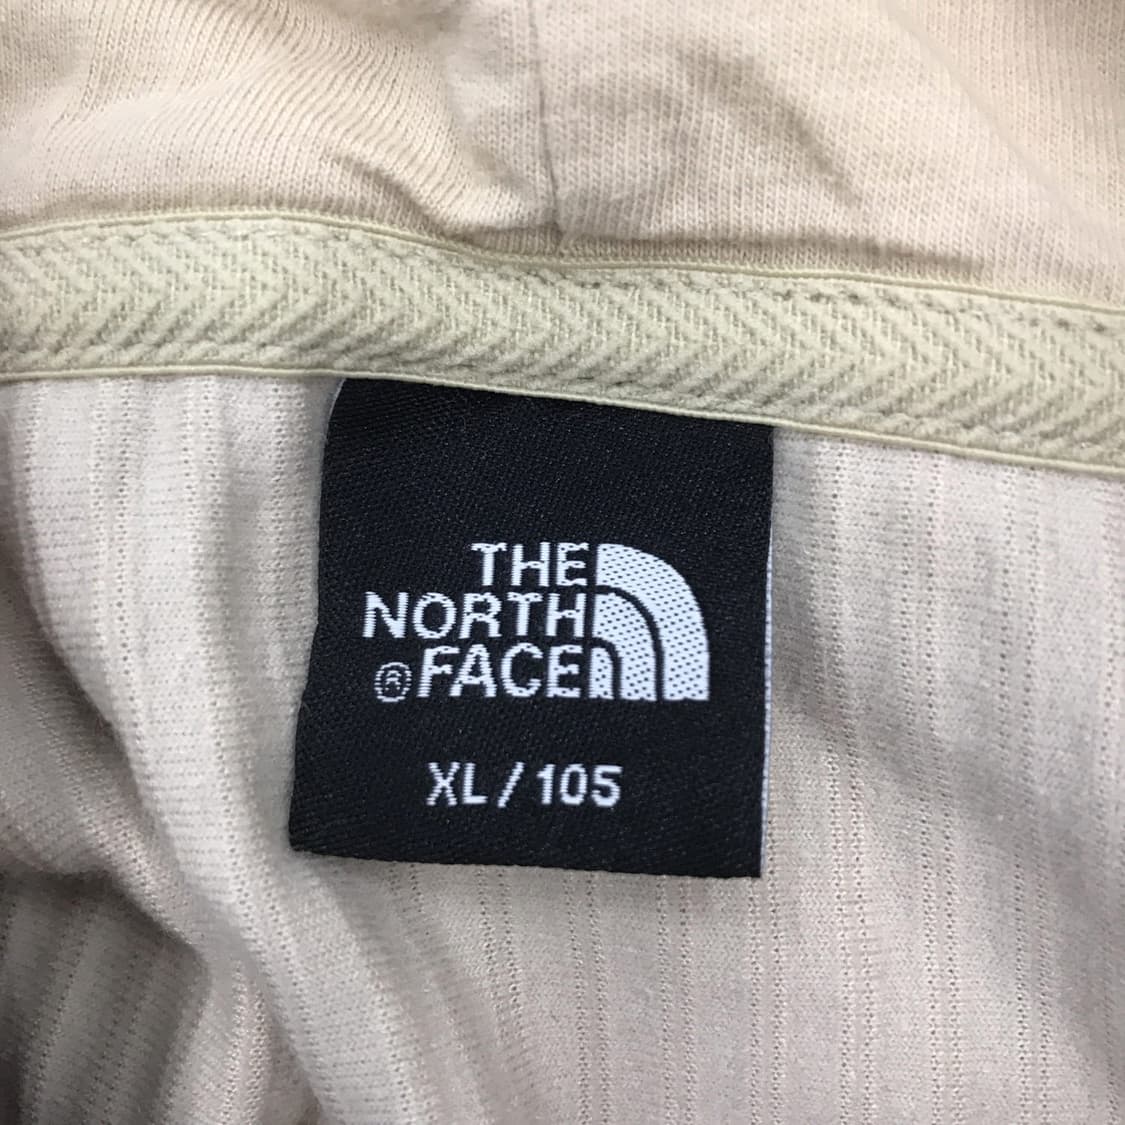 THE
NORTH
®FACE
XL/105